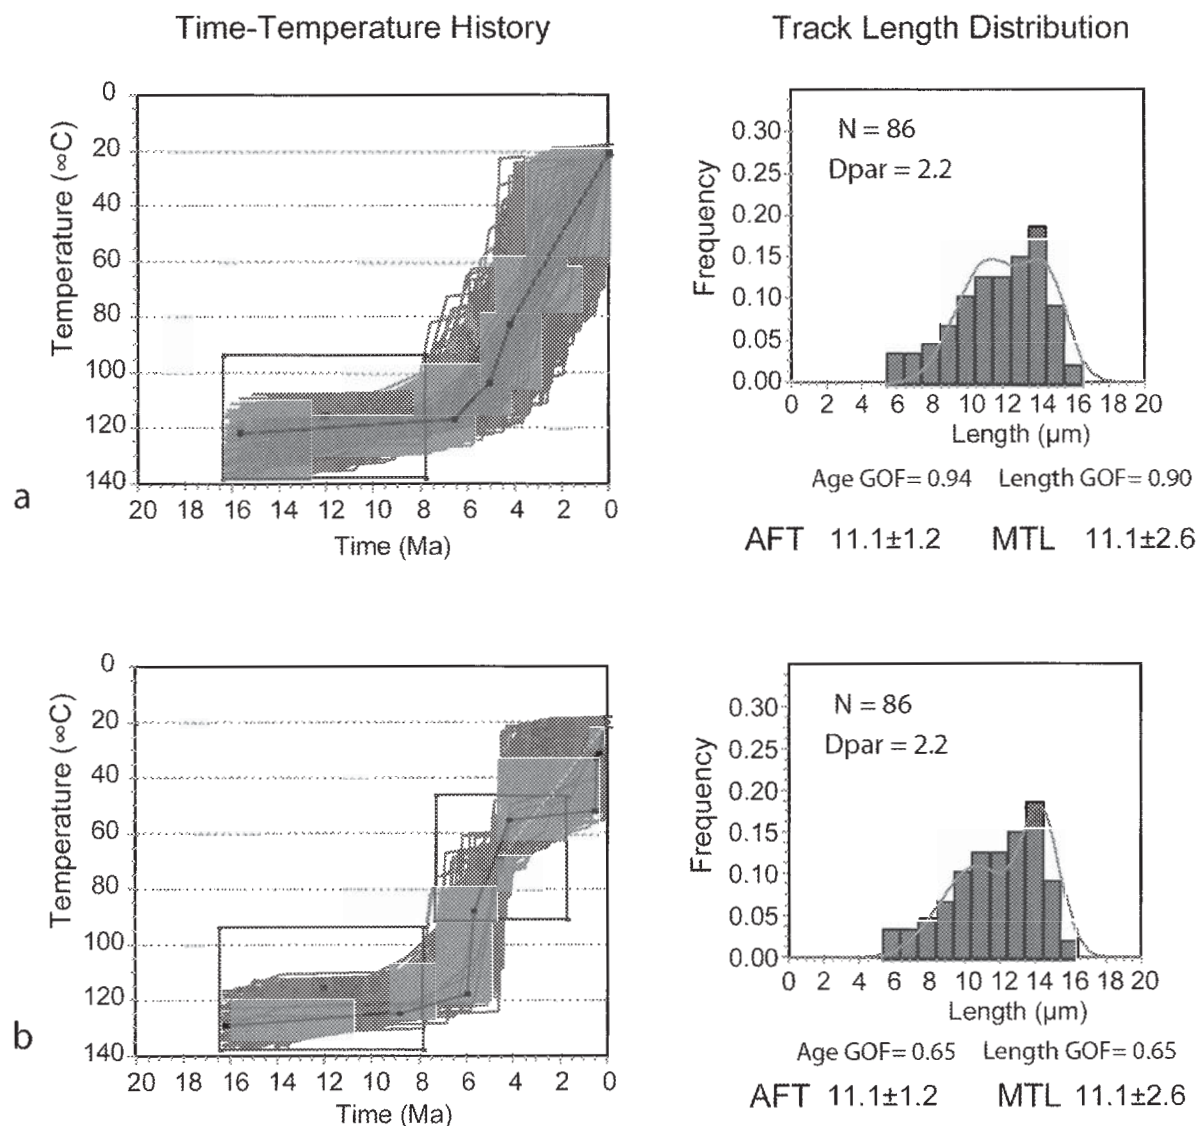 Time-Temperature History
Track Length Distribution
a
Temperature (∞C)
0
20
40
60
80
100
120
140
20 18 16 14 12 10 8 6 4 2 0
Time (Ma)
Frequency
0.30
0.25
0.20
0.15
0.10
0.05
0.00
N = 86
Dpar = 2.2
0 2 4 6 8 10 12 14 16 18 20
Length (µm)
Age GOF= 0.94 Length GOF= 0.90
AFT 11.1±1.2 MTL 11.1±2.6
b
Temperature (∞C)
0
20
40
60
80
100
120
140
20 18 16 14 12 10 8 6 4 2 0
Time (Ma)
Frequency
0.30
0.25
0.20
0.15
0.10
0.05
0.00
N = 86
Dpar = 2.2
0 2 4 6 8 10 12 14 16 18 20
Length (µm)
Age GOF= 0.65 Length GOF= 0.65
AFT 11.1±1.2 MTL 11.1±2.6